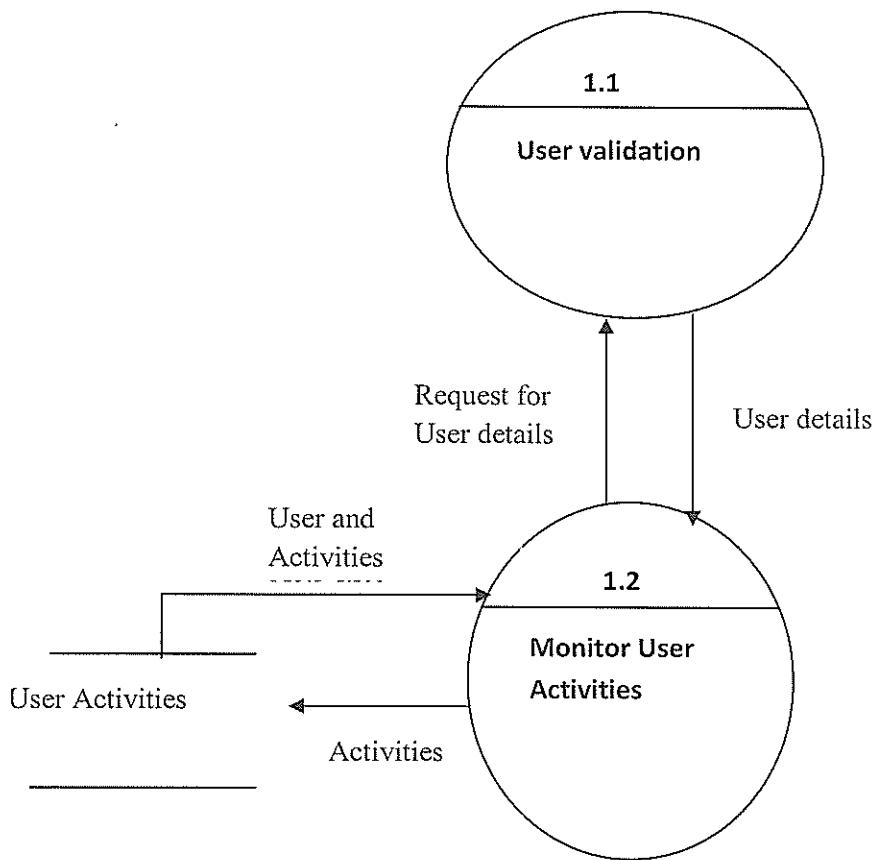 1.1
User validation
Request for
User details
User details
User and
Activities
1.2
Monitor User
Activities
User Activities
Activities